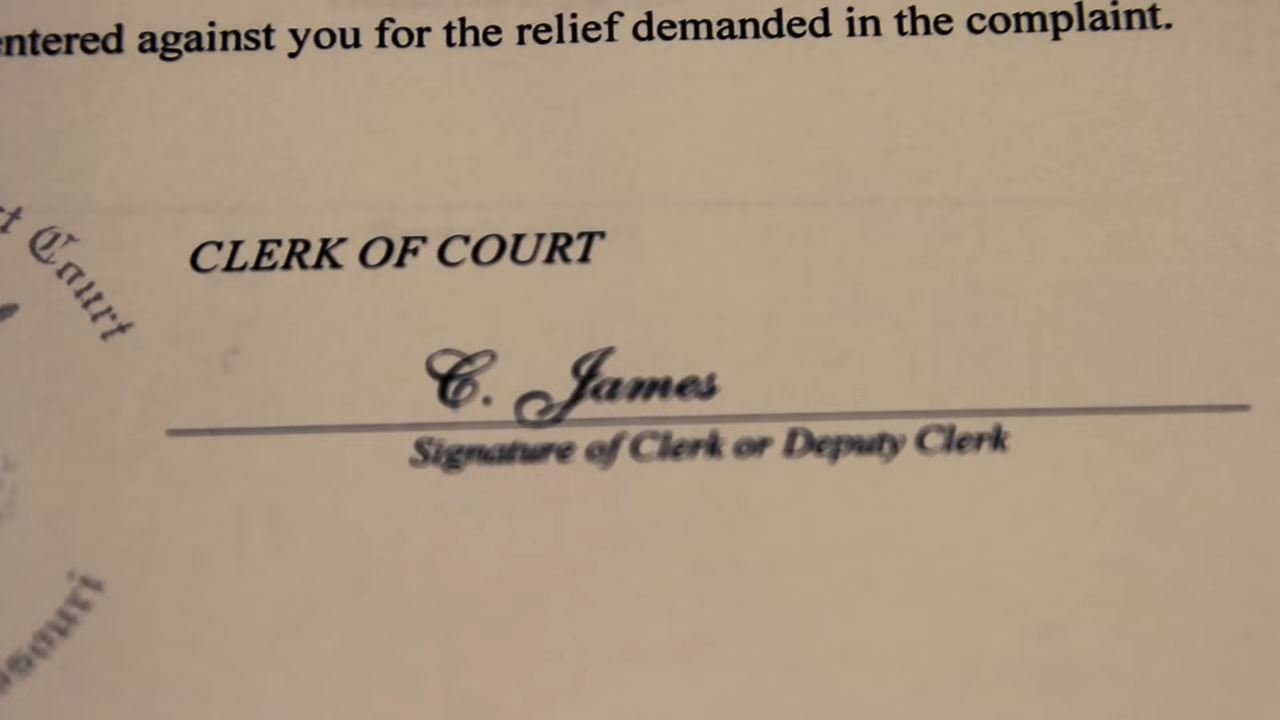 ntered against you for the relief demanded in the complaint.
t Court
CLERK OF COURT
C. James
Signature of Clerk or Deputy Clerk